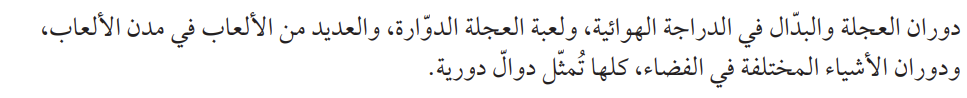 دوران العجلة والبدّال في الدراجة الهوائية، ولعبة العجلة الدوّارة، والعديد من الألعاب في مدن الألعاب،
ودوران الأشياء المختلفة في الفضاء، كلها تُمثّل دوالّ دورية.